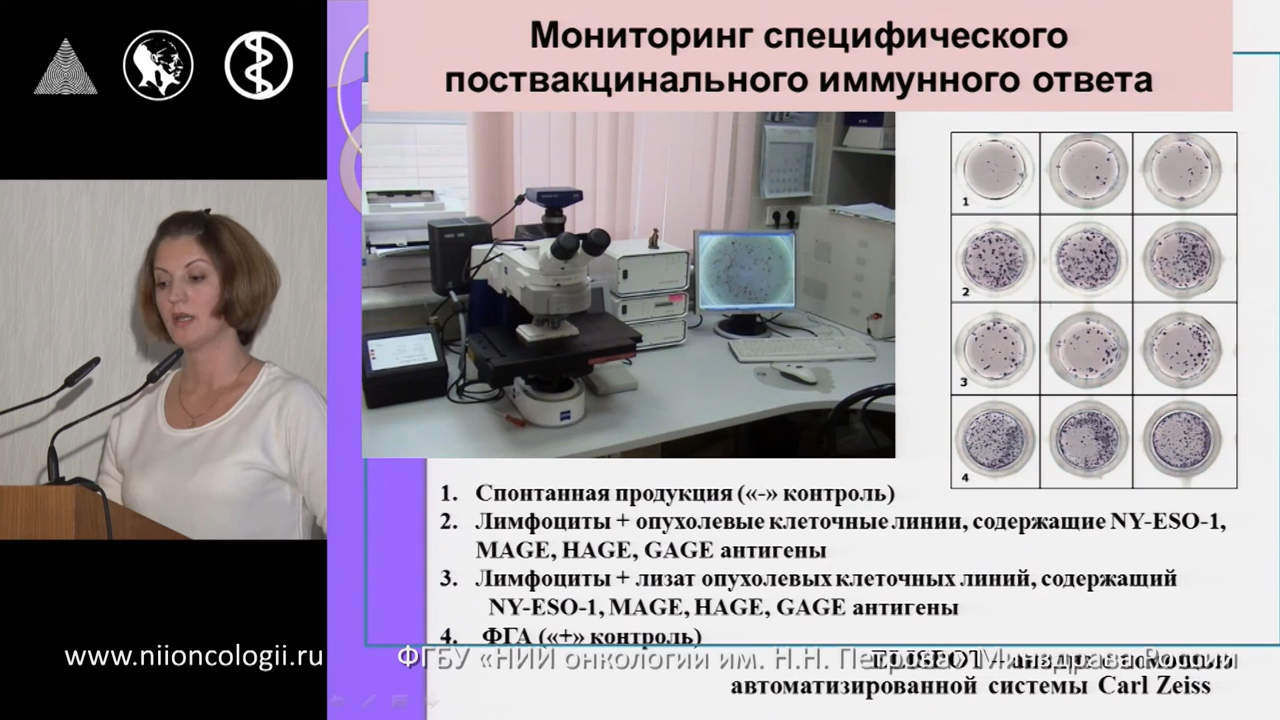 Мониторинг специфического
поствакцинального иммунного ответа
1
2
3
4
1. Спонтанная продукция («-» контроль)
2. Лимфоциты + опухолевые клеточные линии, содержащие NY-ESO-1,
MAGE, HAGE, GAGE антигены
3. Лимфоциты + лизат опухолевых клеточных линий, содержащий
NY-ESO-1, MAGE, HAGE, GAGE антигены
4. ФГА («+» контроль)
www.niioncologii.ru
ФГБУ «НИИ онкологии им. Н.Н. Петрова» Минздрава России
ELISPOT – анализ с помощью
автоматизированной системы Carl Zeiss